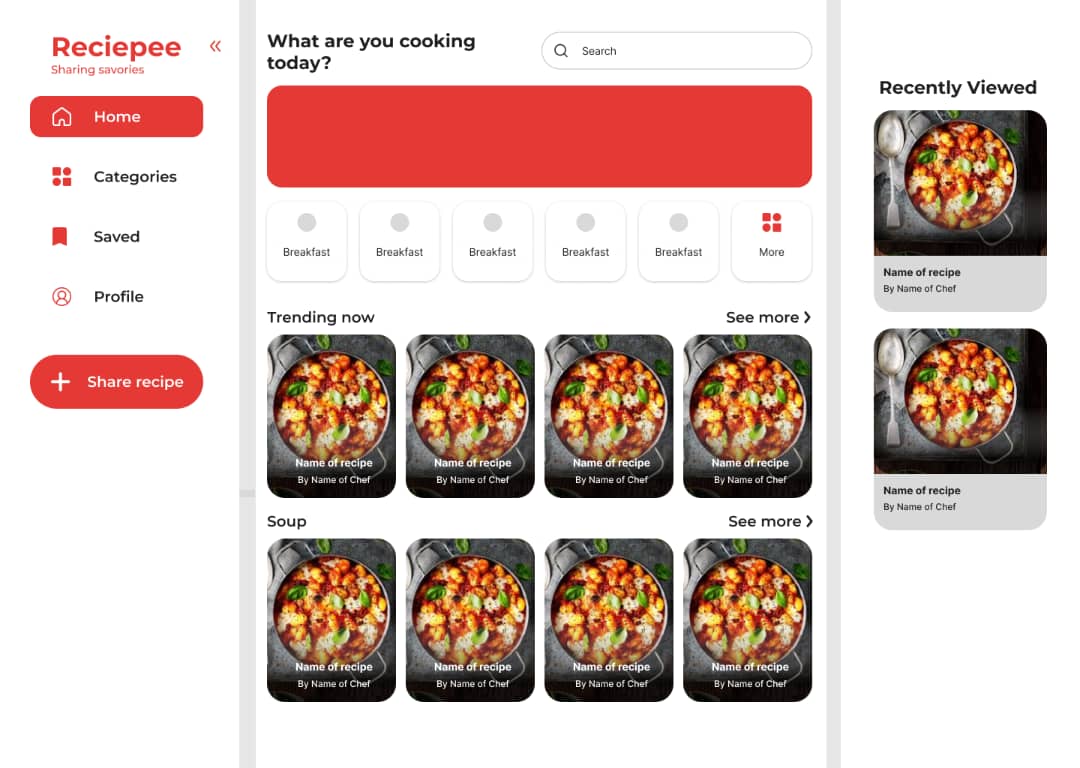 Reciepee
Sharing savories
Home
Categories
Saved
Profile
Share recipe
What are you cooking
today?
Search
Breakfast
Breakfast
Breakfast
Breakfast
Breakfast
More
Trending now
See more
Name of recipe
By Name of Chef
Name of recipe
By Name of Chef
Name of recipe
By Name of Chef
Name of recipe
By Name of Chef
Soup
See more
Name of recipe
By Name of Chef
Name of recipe
By Name of Chef
Name of recipe
By Name of Chef
Name of recipe
By Name of Chef
Recently Viewed
Name of recipe
By Name of Chef
Name of recipe
By Name of Chef